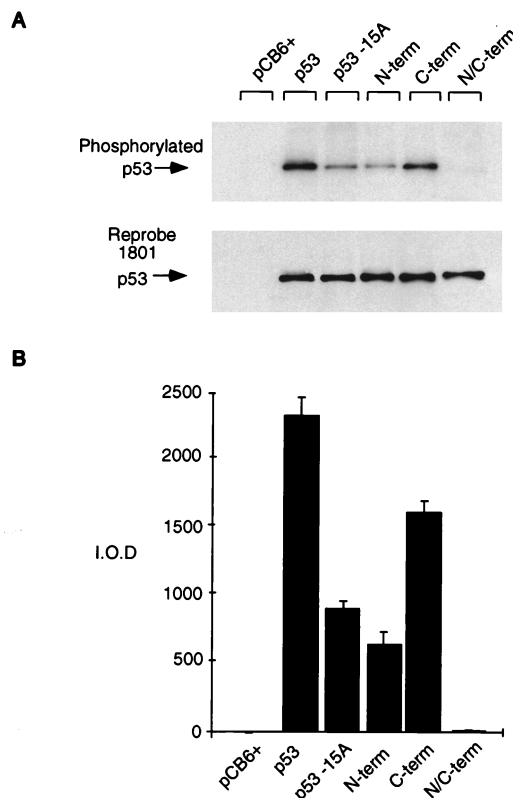 A
pCB6+
p53
p53 -15A
N-term
C-term
N/C-term
Phosphorylated
p53
Reprobe
1801
p53
B
2500
2000
1500
1000
500
0
I.O.D
pCB6+
p53
p53 -15A
N-term
C-term
N/C-term